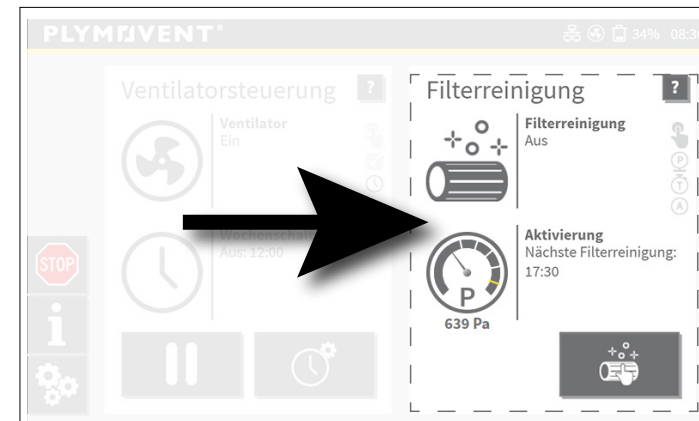 PLYMOVENT®
34% 08:3
Ventilatorsteuerung ?
Ventilator
Ein
Aus: 12:00
STOP
Filterreinigung ?
Filterreinigung
Aus
P
T
A
Aktivierung
Nächste Filterreinigung:
17:30
P
639 Pa